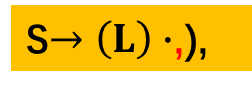 S→ (L) ·,),